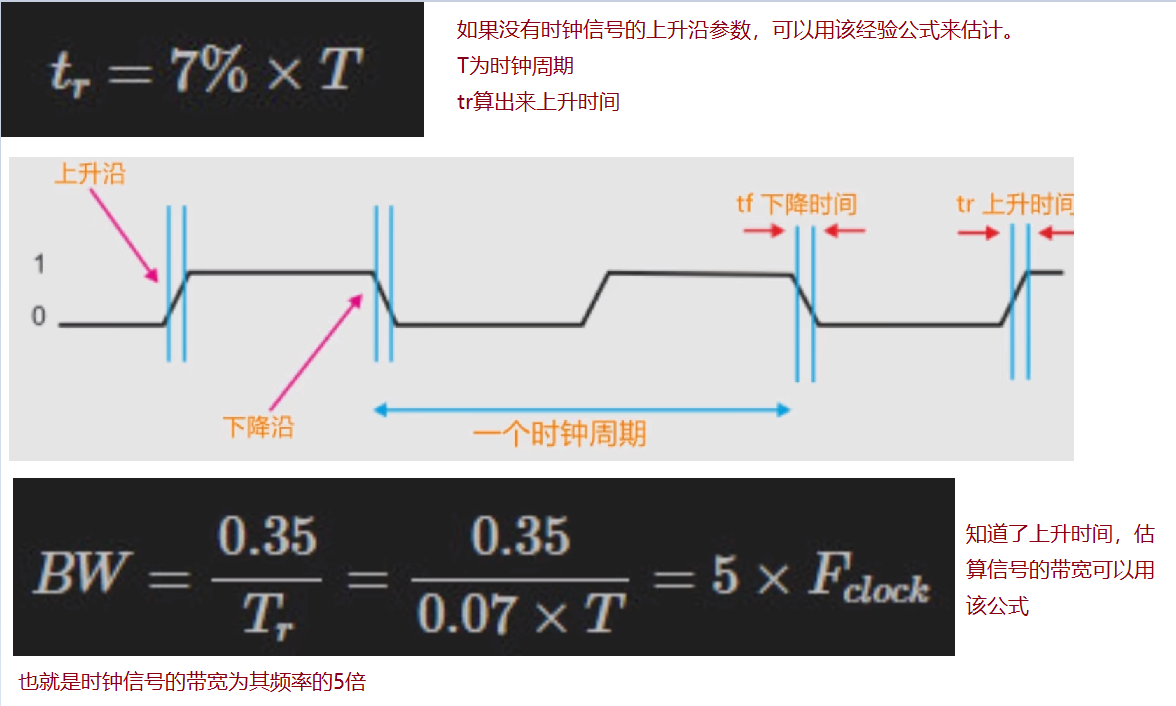 t_r = 7% × T
如果没有时钟信号的上升沿参数，可以用该经验公式来估计。
T为时钟周期
tr算出来上升时间
上升沿
tf 下降时间
tr 上升时间
1
0
下降沿
一个时钟周期
BW = 0.35 / T_r = 0.35 / (0.07 × T) = 5 × F_clock
知道了上升时间，估
算信号的带宽可以用
该公式
也就是时钟信号的带宽为其频率的5倍